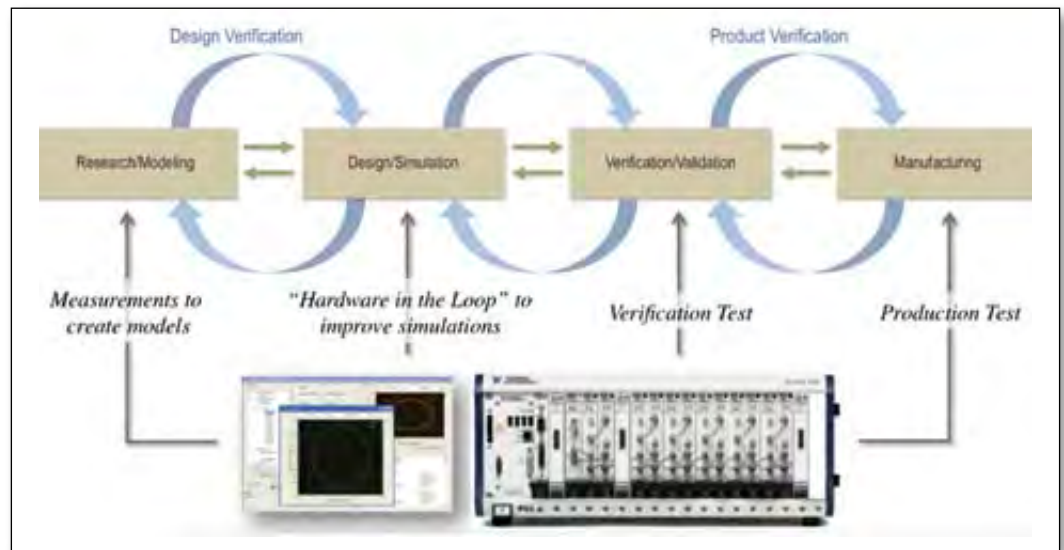 Design Verification
Product Verification
Research/Modeling
Design/Simulation
Verification/Validation
Manufacturing
Measurements to
create models
“Hardware in the Loop” to
improve simulations
Verification Test
Production Test